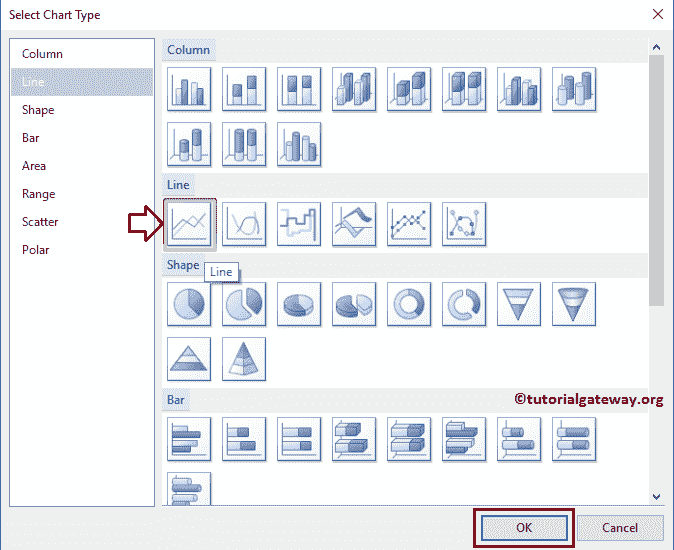 Select Chart Type
Column
Line
Shape
Bar
Area
Range
Scatter
Polar
Column
Line
Shape
Line
Bar
©tutorialgateway.org
OK
Cancel